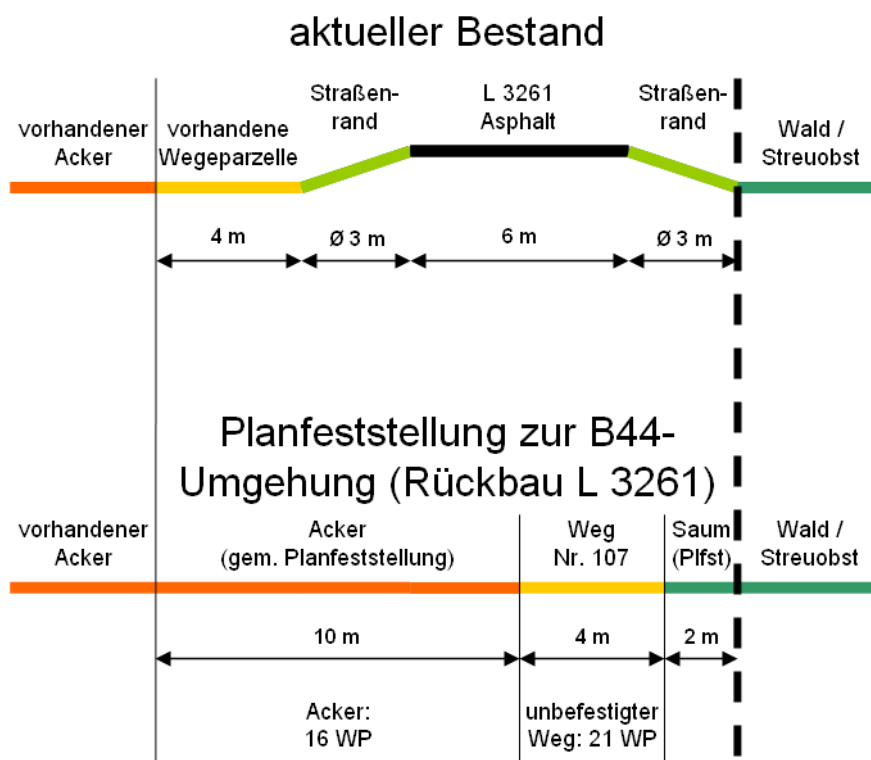 aktueller Bestand
vorhandener
Acker
vorhandene
Wegeparzelle
Straßen-
rand
L 3261
Asphalt
Straßen-
rand
Wald /
Streuobst
4 m
Ø 3 m
6 m
Ø 3 m
Planfeststellung zur B44-
Umgehung (Rückbau L 3261)
vorhandener
Acker
Acker
(gem. Planfeststellung)
Weg
Nr. 107
Saum
(Plfst)
Wald /
Streuobst
10 m
4 m
2 m
Acker:
16 WP
unbefestigter
Weg: 21 WP